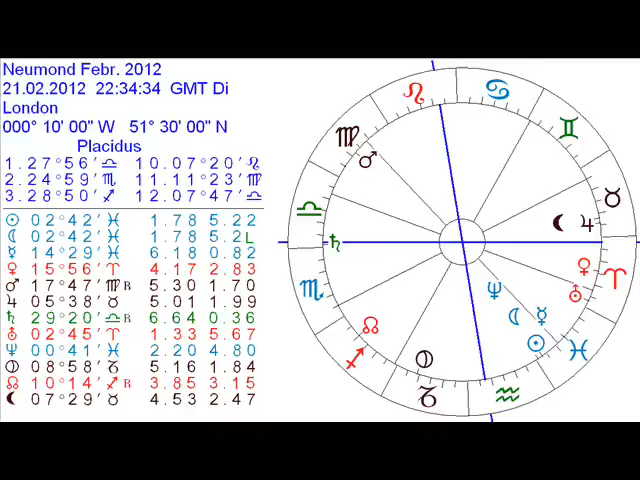 Neumond Febr. 2012
21.02.2012 22:34:34 GMT Di
London
000° 10' 00" W 51° 30' 00" N
Placidus
1.27°56'♎ 10.07°20'♌
2.24°59'♏ 11.11°23'♍
3.28°50'♐ 12.07°47'♍
☉ 02°42'♓ 1.78 5.22
☾ 02°42'♓ 1.78 5.2 L
☿ 14°29'♓ 6.18 0.82
♀ 15°56'♈ 4.17 2.83
♂ 17°47'♍ R 5.30 1.70
♃ 05°38'♉ 5.01 1.99
♄ 29°20'♎ R 6.64 0.36
⛢ 02°45'♈ 1.33 5.67
♆ 00°41'♓ 2.20 4.80
08°58'♑ 5.16 1.84
☊ 10°14'♐ R 3.85 3.15
⚸ 07°29'♉ 4.53 2.47